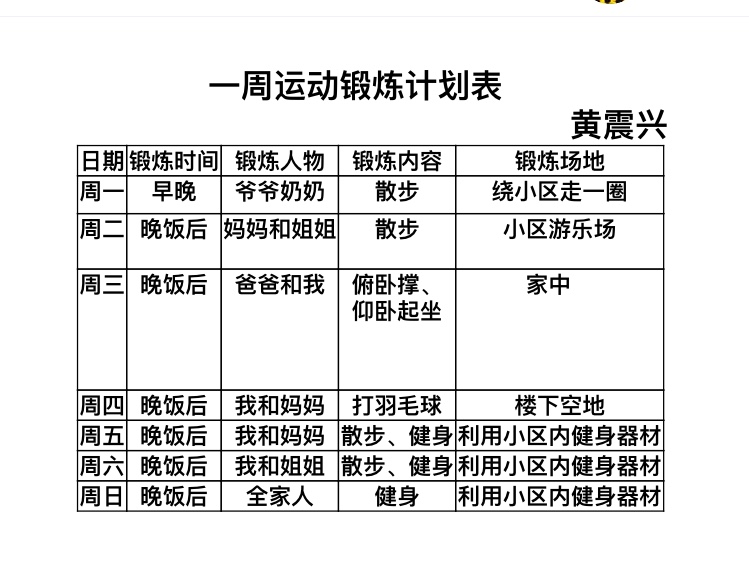 一周运动锻炼计划表
黄震兴
日期 锻炼时间 锻炼人物 锻炼内容 锻炼场地
周一 早晚 爷爷奶奶 散步 绕小区走一圈
周二 晚饭后 妈妈和姐姐 散步 小区游乐场
周三 晚饭后 爸爸和我 俯卧撑、 家中
仰卧起坐
周四 晚饭后 我和妈妈 打羽毛球 楼下空地
周五 晚饭后 我和妈妈 散步、健身 利用小区内健身器材
周六 晚饭后 我和姐姐 散步、健身 利用小区内健身器材
周日 晚饭后 全家人 健身 利用小区内健身器材